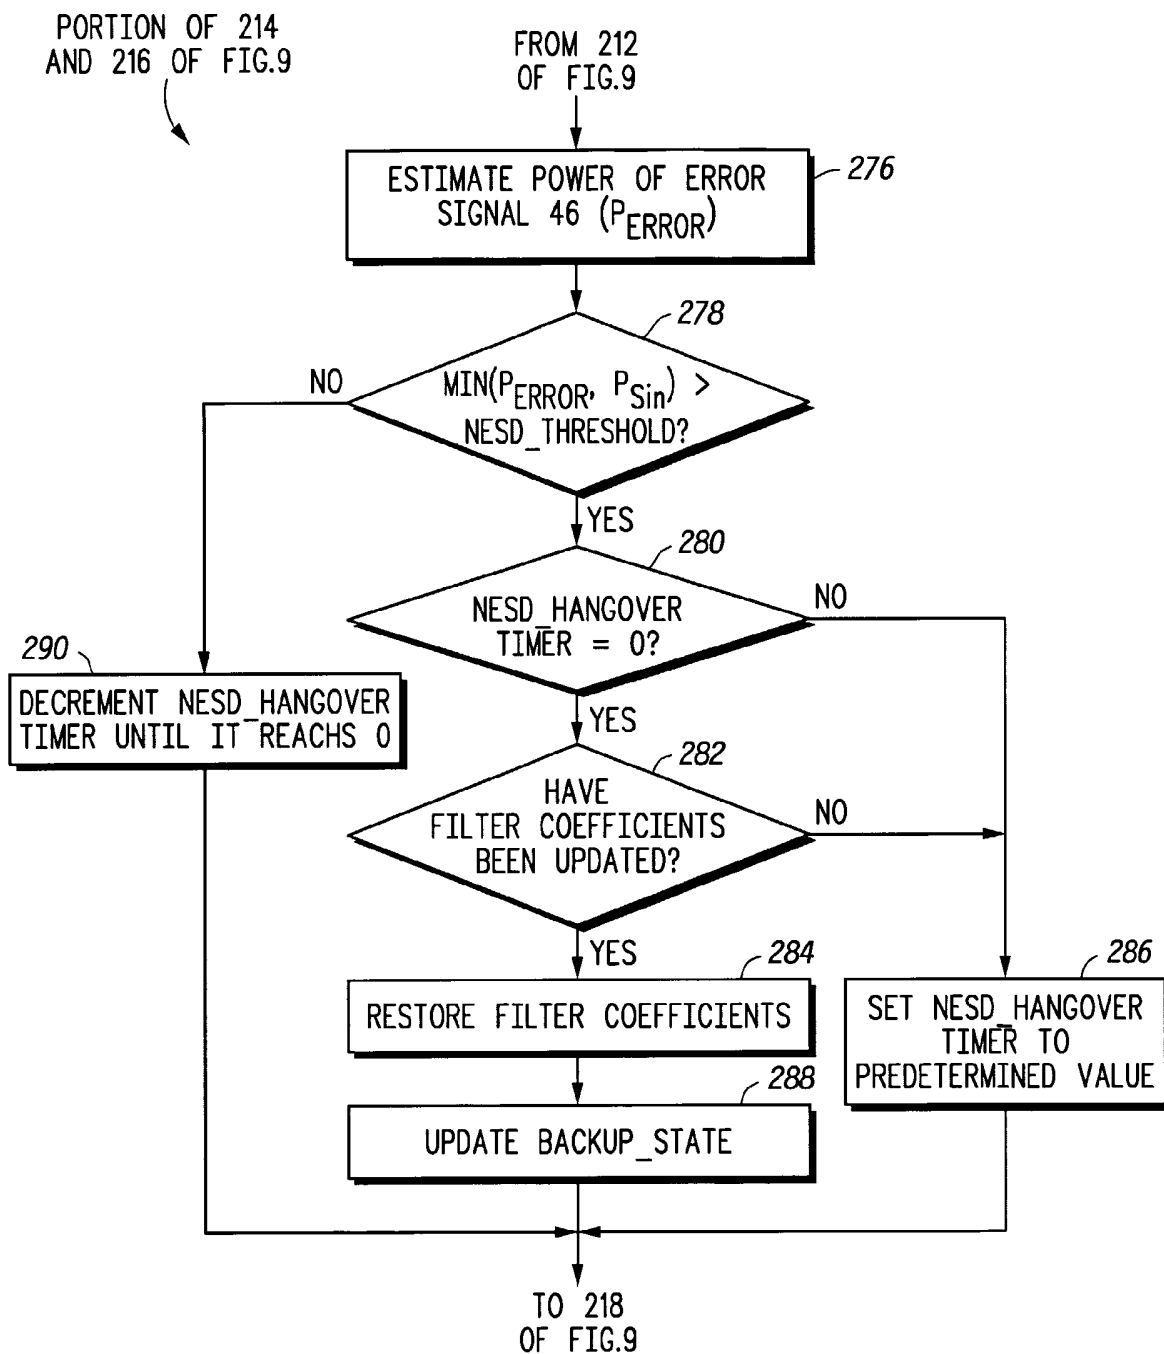 PORTION OF 214
AND 216 OF FIG.9
FROM 212
OF FIG.9
276
ESTIMATE POWER OF ERROR
SIGNAL 46 (PERROR)
278
NO
MIN(PERROR, PSin) >
NESD_THRESHOLD?
YES
280
NESD_HANGOVER
TIMER = 0?
NO
290
DECREMENT NESD_HANGOVER
TIMER UNTIL IT REACHS 0
YES
282
HAVE
FILTER COEFFICIENTS
BEEN UPDATED?
NO
YES
284
RESTORE FILTER COEFFICIENTS
286
SET NESD_HANGOVER
TIMER TO
PREDETERMINED VALUE
288
UPDATE BACKUP_STATE
TO 218
OF FIG.9